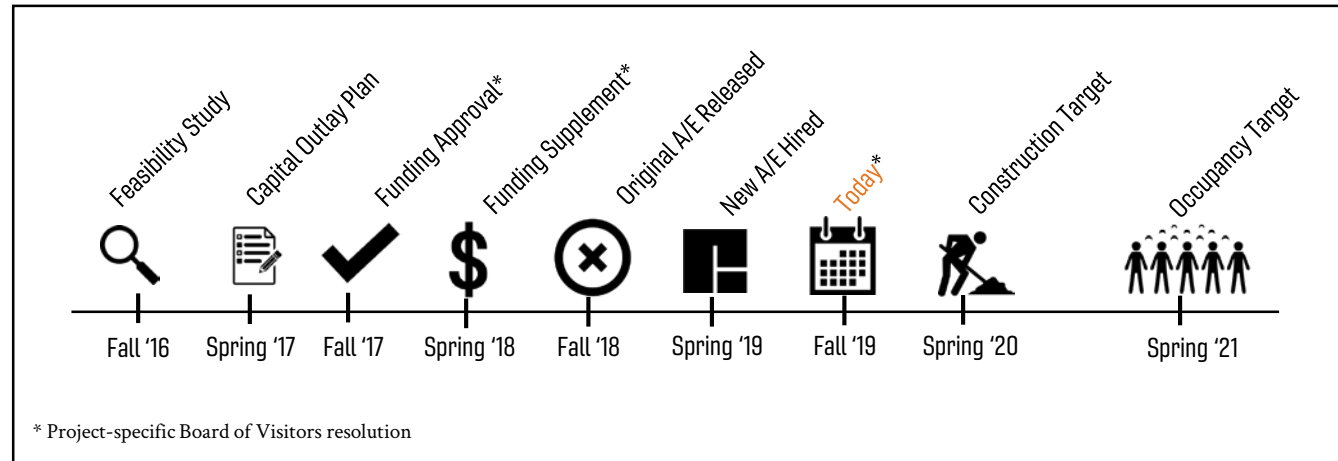 Feasibility Study
Capital Outlay Plan
Funding Approval*
Funding Supplement*
Original A/E Released
New A/E Hired
Today*
Construction Target
Occupancy Target
$
Fall ‘16
Spring ‘17
Fall ‘17
Spring ‘18
Fall ‘18
Spring ‘19
Fall ‘19
Spring ‘20
Spring ‘21
* Project-specific Board of Visitors resolution